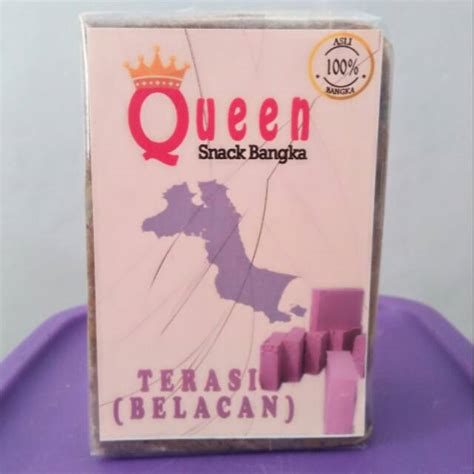 ASLI
100%
BANGKA
Queen
Snack Bangka
TERASI
(BELACAN)